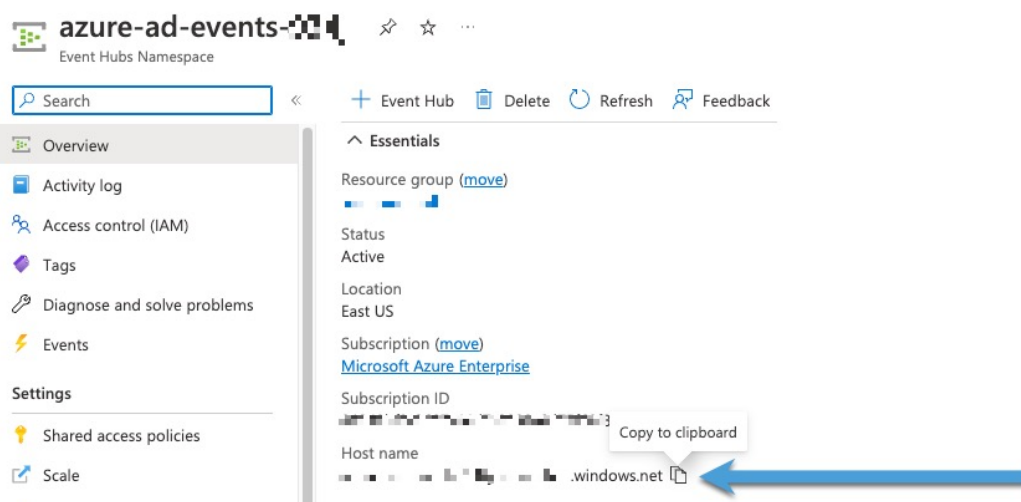 azure-ad-events-
Event Hubs Namespace
Search
Overview
Activity log
Access control (IAM)
Tags
Diagnose and solve problems
Events
Settings
Shared access policies
Scale
Event Hub
Delete
Refresh
Feedback
Essentials
Resource group (move)
Status
Active
Location
East US
Subscription (move)
Microsoft Azure Enterprise
Subscription ID
Copy to clipboard
Host name
.windows.net